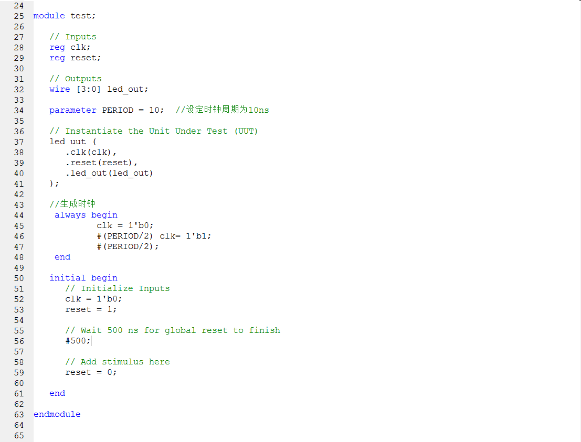 24
25 module test;
26
27 // Inputs
28 reg clk;
29 reg reset;
30
31 // Outputs
32 wire [3:0] led_out;
33
34 parameter PERIOD = 10; //设定时钟周期为10ns
35
36 // Instantiate the Unit Under Test (UUT)
37 led uut (
38 .clk(clk),
39 .reset(reset),
40 .led_out(led_out)
41 );
42
43 //生成时钟
44 always begin
45 clk = 1'b0;
46 #(PERIOD/2) clk= 1'b1;
47 #(PERIOD/2);
48 end
49
50 initial begin
51 // Initialize Inputs
52 clk = 1'b0;
53 reset = 1;
54
55 // Wait 500 ns for global reset to finish
56 #500;
57
58 // Add stimulus here
59 reset = 0;
60
61 end
62
63 endmodule
64
65